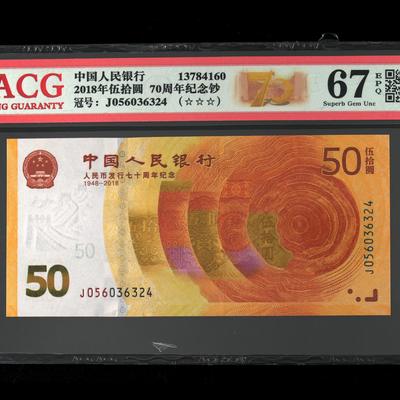 ACG
NG GUARANTY
中国人民银行 13784160
2018年伍拾圆 70周年纪念钞
冠号: J056036324 (☆☆☆)
70
67 EPQ
Superb Gem Unc
中国人民银行
人民币发行七十周年纪念
1948-2018
50 伍拾圆
50
50
J056036324
J056036324